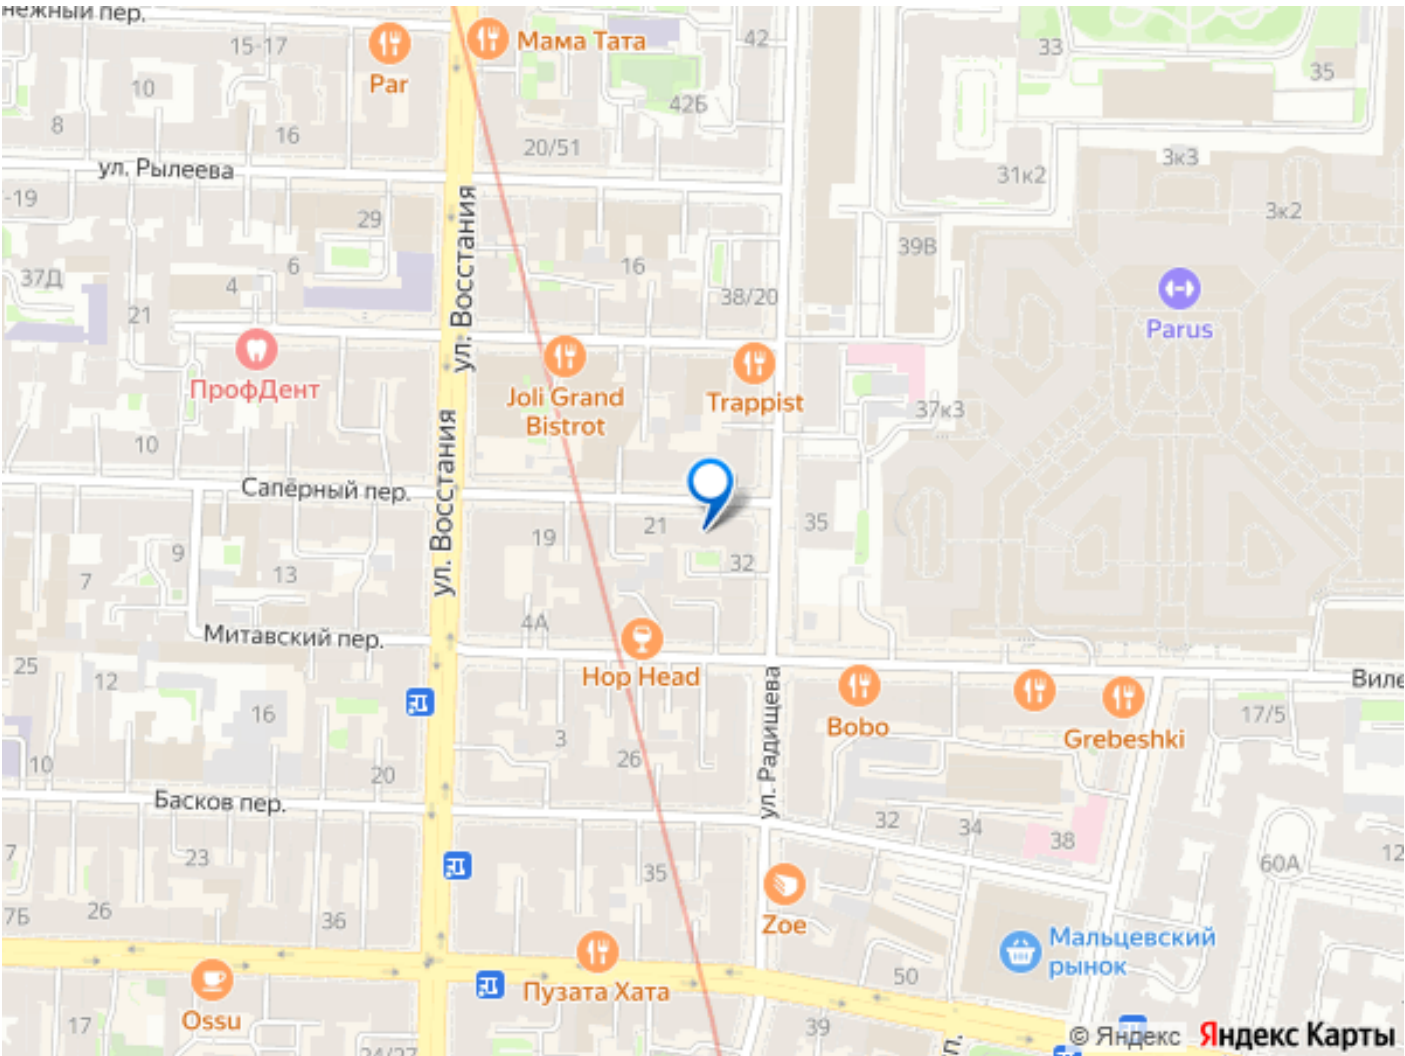 нежный пер.
15-17
Par
Мама Тата
42
33
35
10
42Б
8
16
20/51
3к3
ул. Рылеева
31к2
-19
3к2
29
39В
37Д
6
16
4
38/20
21
ул. Восстания
Parus
ПрофДент
Joli Grand
Bistrot
Trappist
37к3
10
ул. Восстания
Сапёрный пер.
19
21
35
9
32
7
13
4А
Митавский пер.
25
12
Hop Head
Виле
16
ул. Радищева
Bobo
17/5
3
Grebeshki
26
10
20
Басков пер.
32
34
38
7
23
35
60А
12
7Б
26
36
Zoe
Мальцевский
рынок
50
Пузата Хата
Ossu
17
39
24/27
ул.
© Яндекс Яндекс Карты